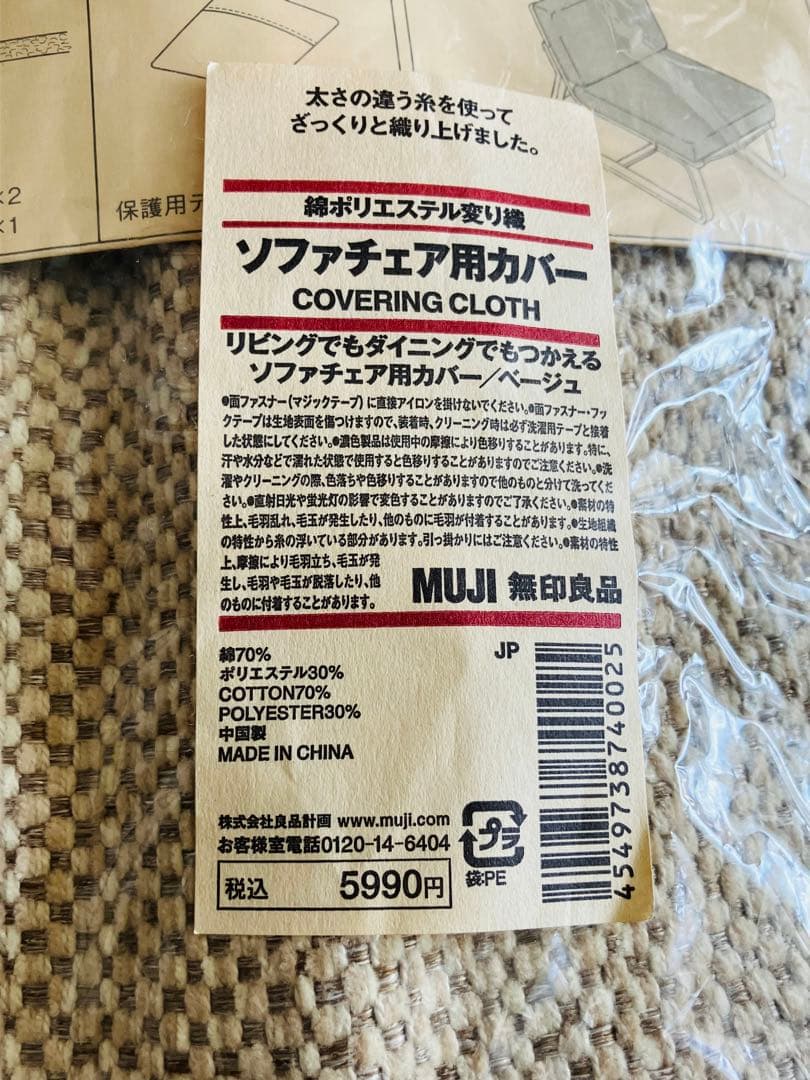 ×2
×1
保護用テ
太さの違う糸を使って
ざっくりと織り上げました。
綿ポリエステル変り織
ソファチェア用カバー
COVERING CLOTH
リビングでもダイニングでもつかえる
ソファチェア用カバー／ベージュ
●面ファスナー(マジックテープ)に直接アイロンを掛けないでください。●面ファスナー・フッ
クテープは生地表面を傷つけますので、装着時、クリーニング時は必ず洗濯用テープと接着
した状態にしてください。●濃色製品は使用中の摩擦により色移りすることがあります。特に、
汗や水分などで濡れた状態で使用すると色移りすることがありますのでご注意ください。●洗
濯やクリーニングの際、色落ちや色移りすることがありますので他のものと分けて洗ってくだ
さい。●直射日光や蛍光灯の影響で変色することがありますのでご了承ください。●素材の特
性上、毛羽乱れ、毛玉が発生したり、他のものに毛羽が付着することがあります。●生地組織
の特性から糸の浮いている部分があります。引っ掛かりにはご注意ください。●素材の特性
上、摩擦により毛羽立ち、毛玉が発
生し、毛羽や毛玉が脱落したり、他
のものに付着することがあります。
MUJI 無印良品
綿70%
ポリエステル30%
COTTON70%
POLYESTER30%
中国製
MADE IN CHINA
JP
4549738740025
株式会社良品計画 www.muji.com
お客様室電話0120-14-6404
税込 5990円
プラ
袋:PE